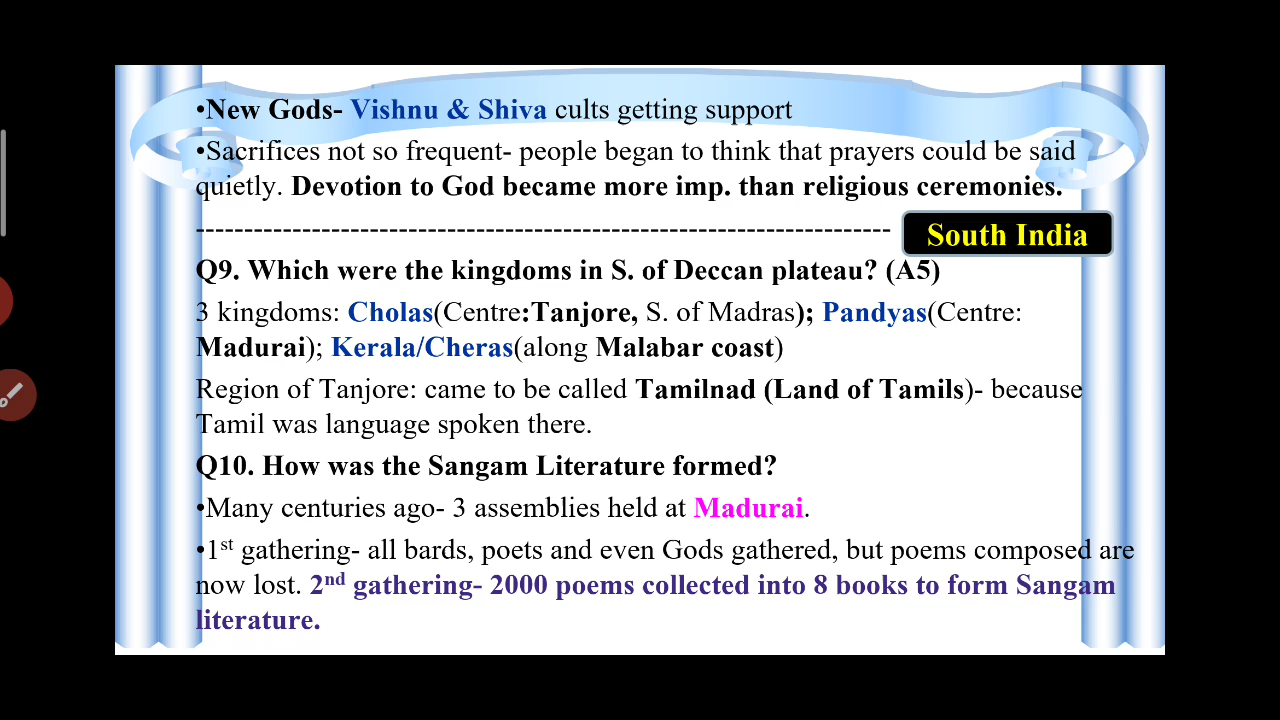 •New Gods- Vishnu & Shiva cults getting support
•Sacrifices not so frequent- people began to think that prayers could be said
quietly. Devotion to God became more imp. than religious ceremonies.
------------------------------------------------------------------------
South India
Q9. Which were the kingdoms in S. of Deccan plateau? (A5)
3 kingdoms: Cholas(Centre:Tanjore, S. of Madras); Pandyas(Centre:
Madurai); Kerala/Cheras(along Malabar coast)
Region of Tanjore: came to be called Tamilnad (Land of Tamils)- because
Tamil was language spoken there.
Q10. How was the Sangam Literature formed?
•Many centuries ago- 3 assemblies held at Madurai.
•1st gathering- all bards, poets and even Gods gathered, but poems composed are
now lost. 2nd gathering- 2000 poems collected into 8 books to form Sangam
literature.